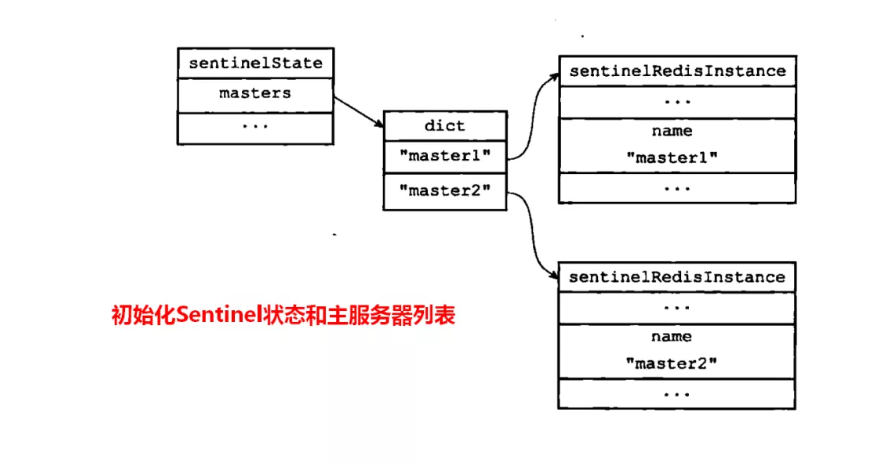 sentinelState
masters
...
dict
"master1"
"master2"
sentinelRedisInstance
...
name
"master1"
...
sentinelRedisInstance
...
name
"master2"
...
初始化Sentinel状态和主服务器列表